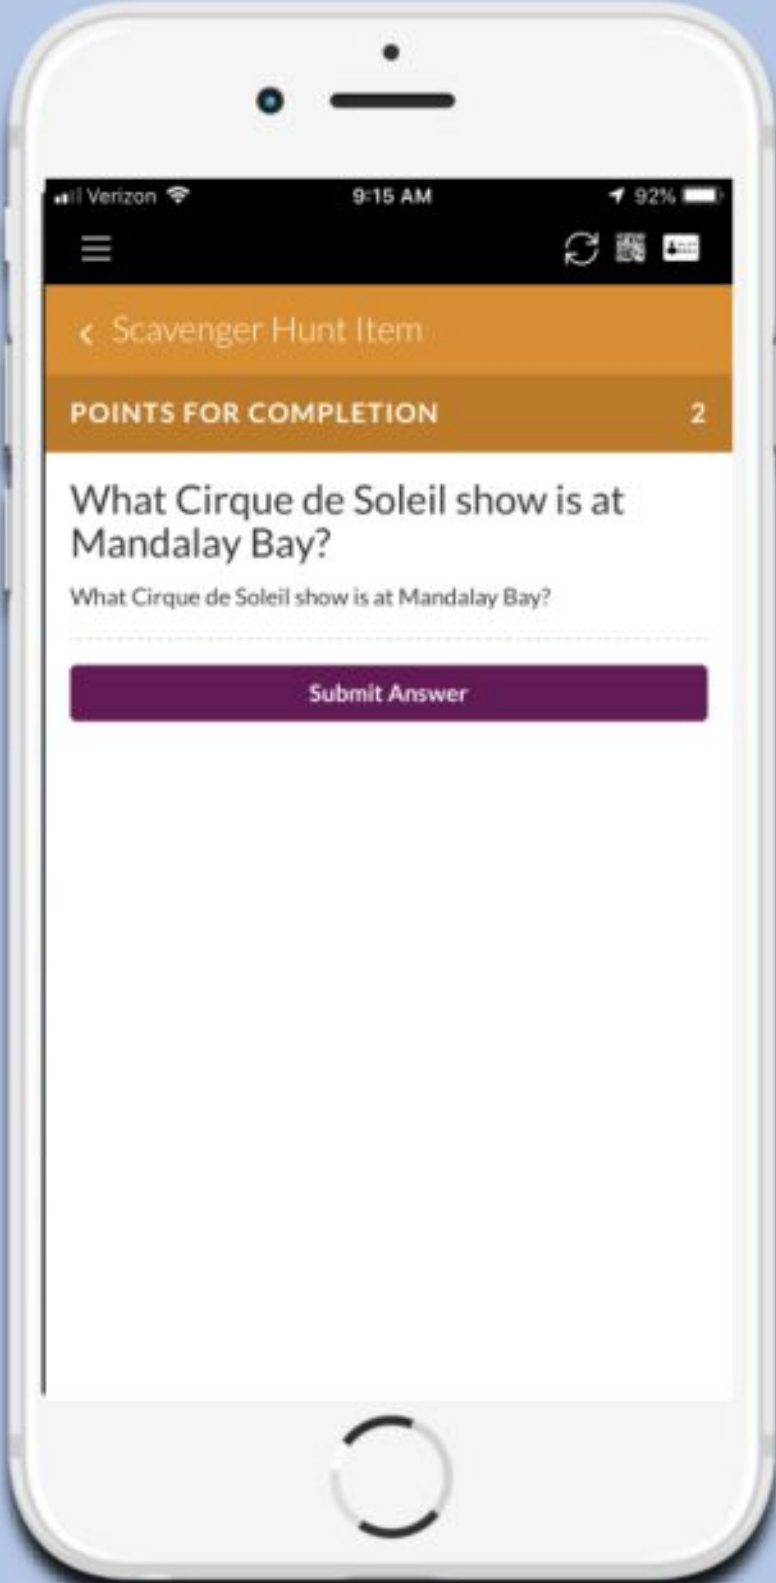 Verizon 9:15 AM 92%
Scavenger Hunt Item
POINTS FOR COMPLETION 2
What Cirque de Soleil show is at
Mandalay Bay?
What Cirque de Soleil show is at Mandalay Bay?
Submit Answer